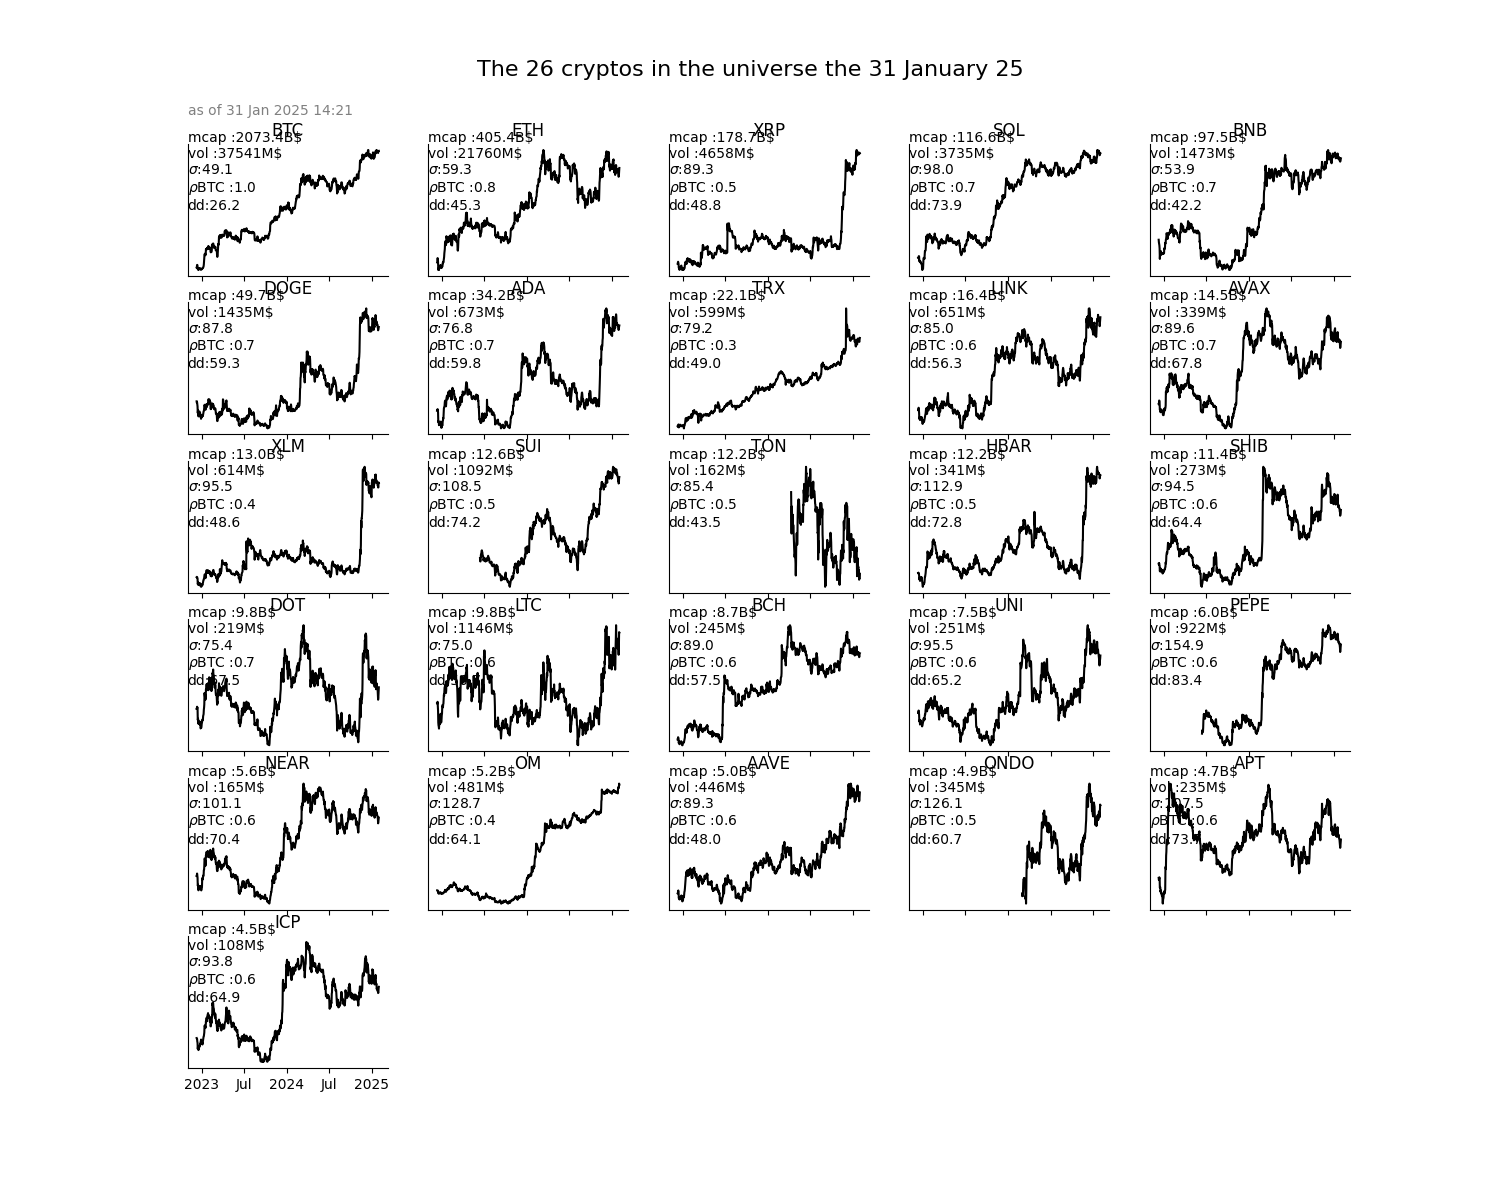 The 26 cryptos in the universe the 31 January 25
as of 31 Jan 2025 14:21
BTC
mcap :2073.4B$
vol :37541M$
σ:49.1
ρBTC :1.0
dd:26.2
ETH
mcap :405.4B$
vol :21760M$
σ:59.3
ρBTC :0.8
dd:45.3
XRP
mcap :178.7B$
vol :4658M$
σ:89.3
ρBTC :0.5
dd:48.8
SOL
mcap :116.6B$
vol :3735M$
σ:98.0
ρBTC :0.7
dd:73.9
BNB
mcap :97.5B$
vol :1473M$
σ:53.9
ρBTC :0.7
dd:42.2
DOGE
mcap :49.7B$
vol :1435M$
σ:87.8
ρBTC :0.7
dd:59.3
ADA
mcap :34.2B$
vol :673M$
σ:76.8
ρBTC :0.7
dd:59.8
TRX
mcap :22.1B$
vol :599M$
σ:79.2
ρBTC :0.3
dd:49.0
LINK
mcap :16.4B$
vol :651M$
σ:85.0
ρBTC :0.6
dd:56.3
AVAX
mcap :14.5B$
vol :339M$
σ:89.6
ρBTC :0.7
dd:67.8
XLM
mcap :13.0B$
vol :614M$
σ:95.5
ρBTC :0.4
dd:48.6
SUI
mcap :12.6B$
vol :1092M$
σ:108.5
ρBTC :0.5
dd:74.2
TON
mcap :12.2B$
vol :162M$
σ:85.4
ρBTC :0.5
dd:43.5
HBAR
mcap :12.2B$
vol :341M$
σ:112.9
ρBTC :0.5
dd:72.8
SHIB
mcap :11.4B$
vol :273M$
σ:94.5
ρBTC :0.6
dd:64.4
DOT
mcap :9.8B$
vol :219M$
σ:75.4
ρBTC :0.7
LTC
mcap :9.8B$
vol :1146M$
σ:75.0
ρBTC :0.6
BCH
mcap :8.7B$
vol :245M$
σ:89.0
ρBTC :0.6
dd:57.5
UNI
mcap :7.5B$
vol :251M$
σ:95.5
ρBTC :0.6
dd:65.2
PEPE
mcap :6.0B$
vol :922M$
σ:154.9
ρBTC :0.6
dd:83.4
NEAR
mcap :5.6B$
vol :165M$
σ:101.1
ρBTC :0.6
dd:70.4
OM
mcap :5.2B$
vol :481M$
σ:128.7
ρBTC :0.4
dd:64.1
AAVE
mcap :5.0B$
vol :446M$
σ:89.3
ρBTC :0.6
dd:48.0
ONDO
mcap :4.9B$
vol :345M$
σ:126.1
ρBTC :0.5
dd:60.7
APT
mcap :4.7B$
vol :235M$
ρBTC :0.6
ICP
mcap :4.5B$
vol :108M$
σ:93.8
ρBTC :0.6
dd:64.9
2023 Jul 2024 Jul 2025